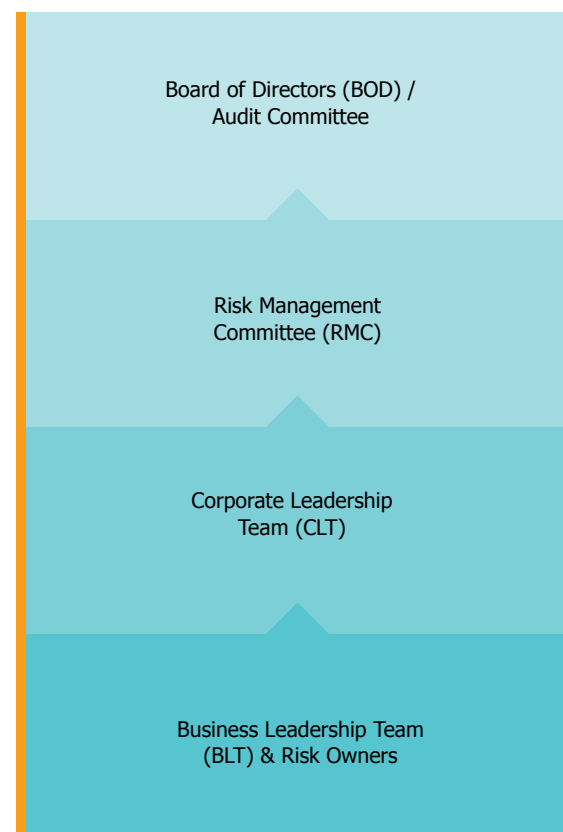 Board of Directors (BOD) /
Audit Committee
Risk Management
Committee (RMC)
Corporate Leadership
Team (CLT)
Business Leadership Team
(BLT) & Risk Owners